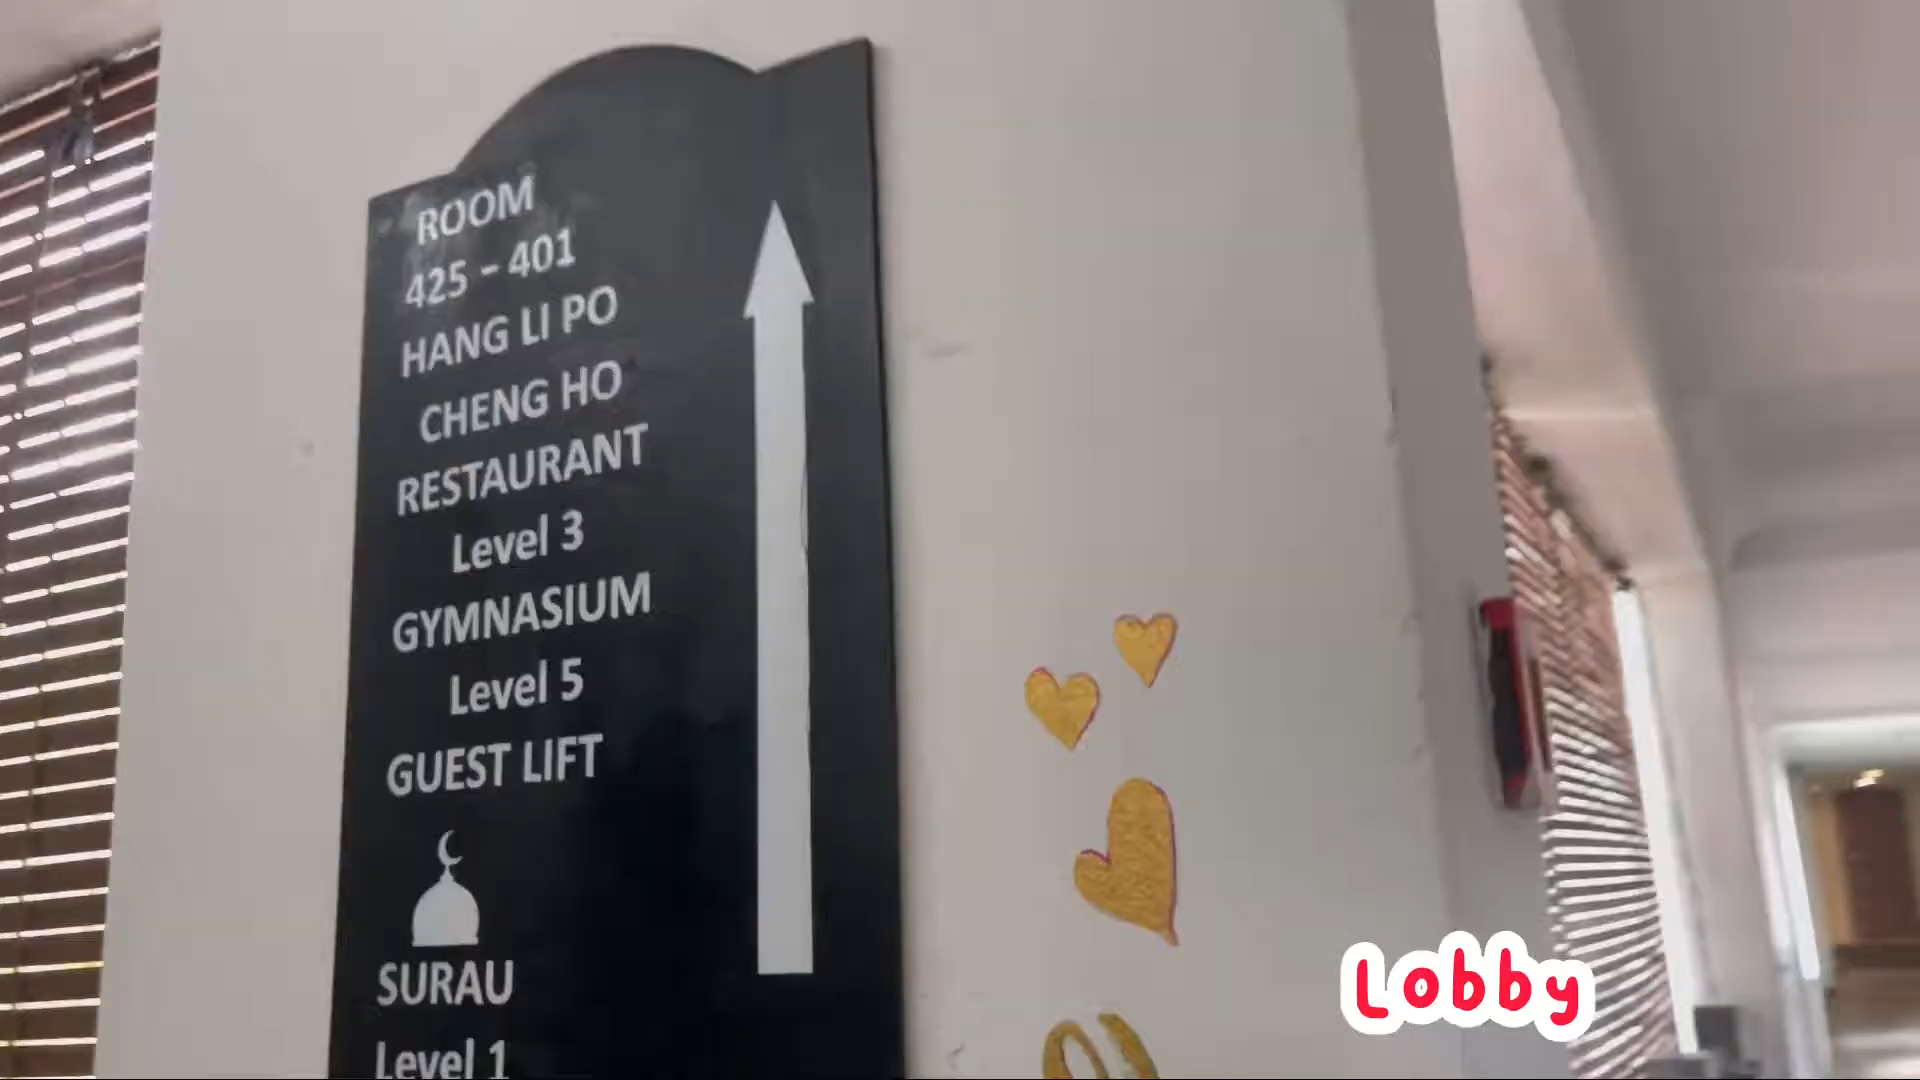 ROOM
425 - 401
HANG LI PO
CHENG HO
RESTAURANT
Level 3
GYMNASIUM
Level 5
GUEST LIFT
SURAU
Level 1
Lobby